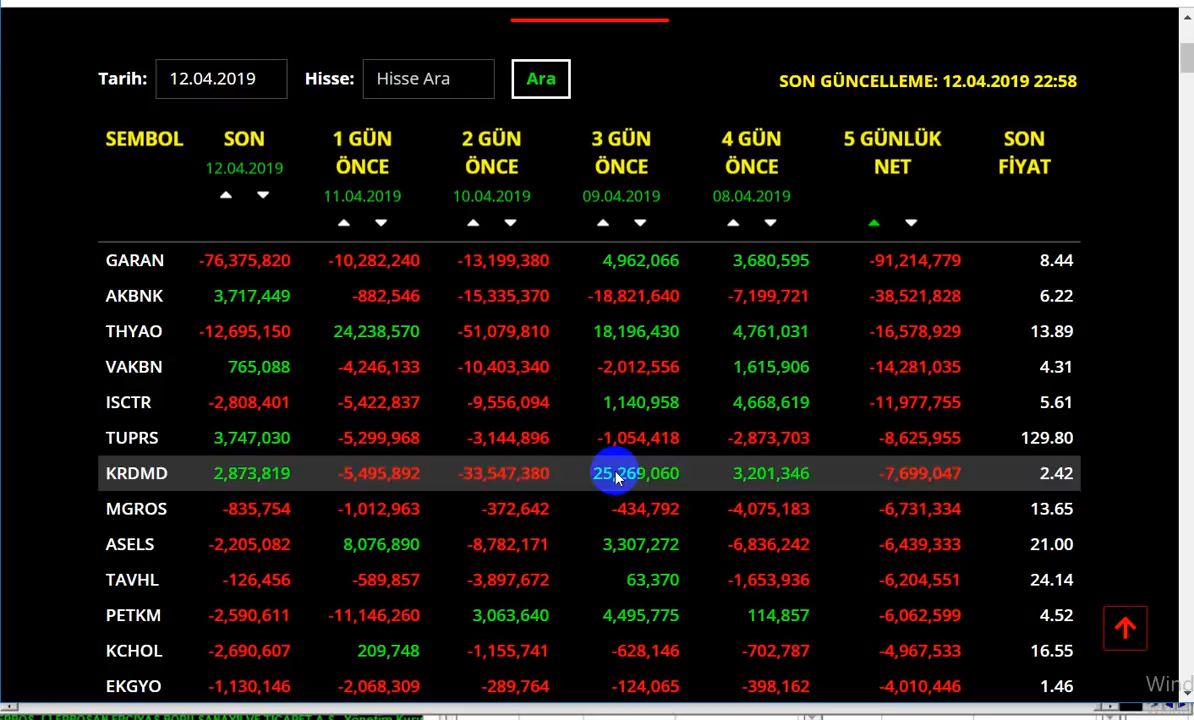 Tarih: 12.04.2019 Hisse: Hisse Ara Ara SON GÜNCELLEME: 12.04.2019 22:58
SEMBOL SON 1 GÜN ÖNCE 2 GÜN ÖNCE 3 GÜN ÖNCE 4 GÜN ÖNCE 5 GÜNLÜK NET SON FİYAT
12.04.2019 11.04.2019 10.04.2019 09.04.2019 08.04.2019
GARAN -76,375,820 -10,282,240 -13,199,380 4,962,066 3,680,595 -91,214,779 8.44
AKBNK 3,717,449 -882,546 -15,335,370 -18,821,640 -7,199,721 -38,521,828 6.22
THYAO -12,695,150 24,238,570 -51,079,810 18,196,430 4,761,031 -16,578,929 13.89
VAKBN 765,088 -4,246,133 -10,403,340 -2,012,556 1,615,906 -14,281,035 4.31
ISCTR -2,808,401 -5,422,837 -9,556,094 1,140,958 4,668,619 -11,977,755 5.61
TUPRS 3,747,030 -5,299,968 -3,144,896 -1,054,418 -2,873,703 -8,625,955 129.80
KRDMD 2,873,819 -5,495,892 -33,547,380 25,269,060 3,201,346 -7,699,047 2.42
MGROS -835,754 -1,012,963 -372,642 -434,792 -4,075,183 -6,731,334 13.65
ASELS -2,205,082 8,076,890 -8,782,171 3,307,272 -6,836,242 -6,439,333 21.00
TAVHL -126,456 -589,857 -3,897,672 63,370 -1,653,936 -6,204,551 24.14
PETKM -2,590,611 -11,146,260 3,063,640 4,495,775 114,857 -6,062,599 4.52
KCHOL -2,690,607 209,748 -1,155,741 -628,146 -702,787 -4,967,533 16.55
EKGYO -1,130,146 -2,068,309 -289,764 -124,065 -398,162 -4,010,446 1.46
Wind